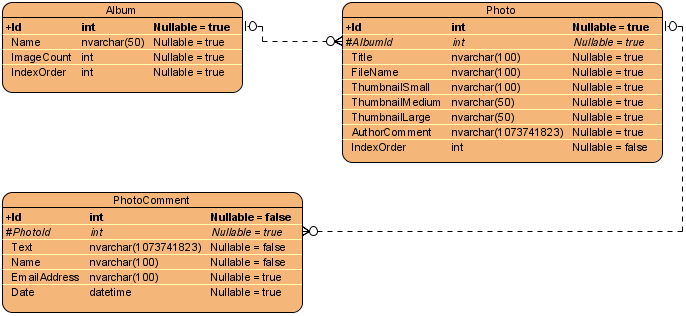 Album
+Id int Nullable = true
Name nvarchar(50) Nullable = true
ImageCount int Nullable = true
IndexOrder int Nullable = true
Photo
+Id int Nullable = true
#AlbumId int Nullable = true
Title nvarchar(100) Nullable = true
FileName nvarchar(100) Nullable = true
ThumbnailSmall nvarchar(100) Nullable = true
ThumbnailMedium nvarchar(50) Nullable = true
ThumbnailLarge nvarchar(50) Nullable = true
AuthorComment nvarchar(1073741823) Nullable = true
IndexOrder int Nullable = false
PhotoComment
+Id int Nullable = false
#PhotoId int Nullable = true
Text nvarchar(1073741823) Nullable = false
Name nvarchar(100) Nullable = false
EmailAddress nvarchar(100) Nullable = true
Date datetime Nullable = true